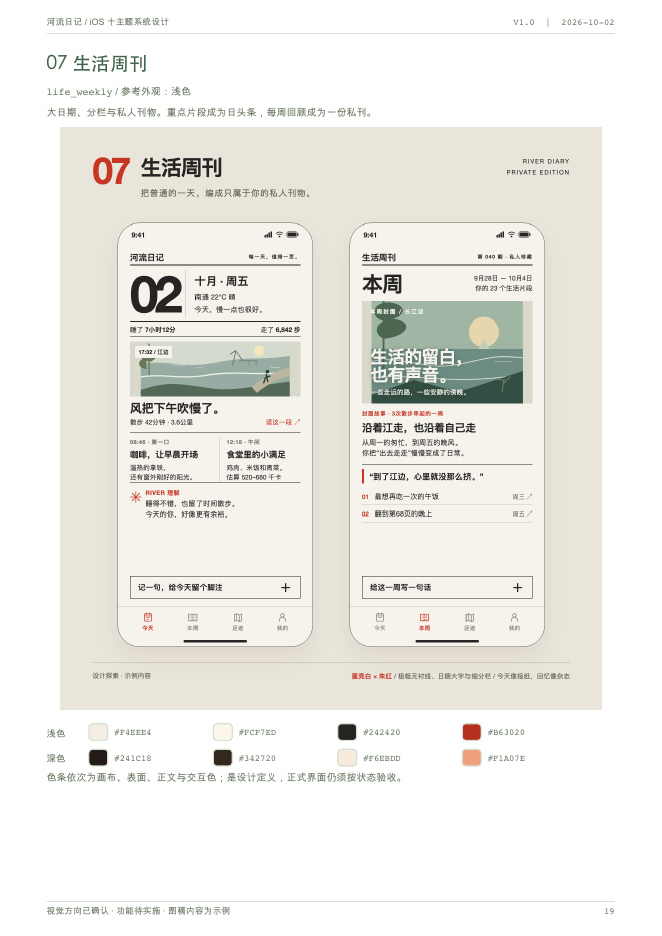 河流日记 / iOS 十主题系统设计
V1.0 | 2026-10-02
07 生活周刊
life_weekly / 参考外观：浅色
大日期、分栏与私人刊物。重点片段成为日头条，每周回顾成为一份私刊。
07 生活周刊
RIVER DIARY
PRIVATE EDITION
把普通的一天，编成只属于你的私人刊物。
9:41
河流日记
每一天，值得一页。
02
十月 · 周五
南通 22°C 晴
今天，慢一点也很好。
睡了 7小时12分
走了 6,842 步
17:32 / 江边
风把下午吹慢了。
散步 42分钟 · 3.6公里
读这一段 ↗
08:46 · 第一口
咖啡，让早晨开场
温热的拿铁，
还有窗外刚好的阳光。
12:18 · 午间
食堂里的小满足
鸡肉、米饭和青菜。
估算 520–680 千卡
RIVER 理解
睡得不错，也留出了时间散步。
今天的你，好像更有余裕。
记一句，给今天留个脚注
+
今天
本周
足迹
我的
9:41
生活周刊
第 040 期 · 私人珍藏
本周
9月28日 — 10月4日
你的 23 个生活片段
本周封面 / 长江边
生活的留白，
也有声音。
一些走远的路，一些安静的傍晚。
封面故事 · 3次散步串起的一周
沿着江走，也沿着自己走
从周一的匆忙，到周五的晚风。
你把“出去走走”慢慢变成了日常。
“到了江边，心里就没那么挤。”
01 最想再吃一次的午饭
周三 ↗
02 翻到第68页的晚上
周五 ↗
给这一周写一句话
+
今天
本周
足迹
我的
设计探索 · 示例内容
蛋壳白 × 朱红 / 极粗无衬线、日期大字与细分栏 / 今天像报纸，回忆像杂志
浅色
#F4EEE4
#FCF7ED
#242420
#B63020
深色
#241C18
#342720
#F6EBDD
#F1A07E
色条依次为画布、表面、正文与交互色；是设计定义，正式界面仍须按状态验收。
视觉方向已确认 · 功能待实施 · 图稿内容为示例
19